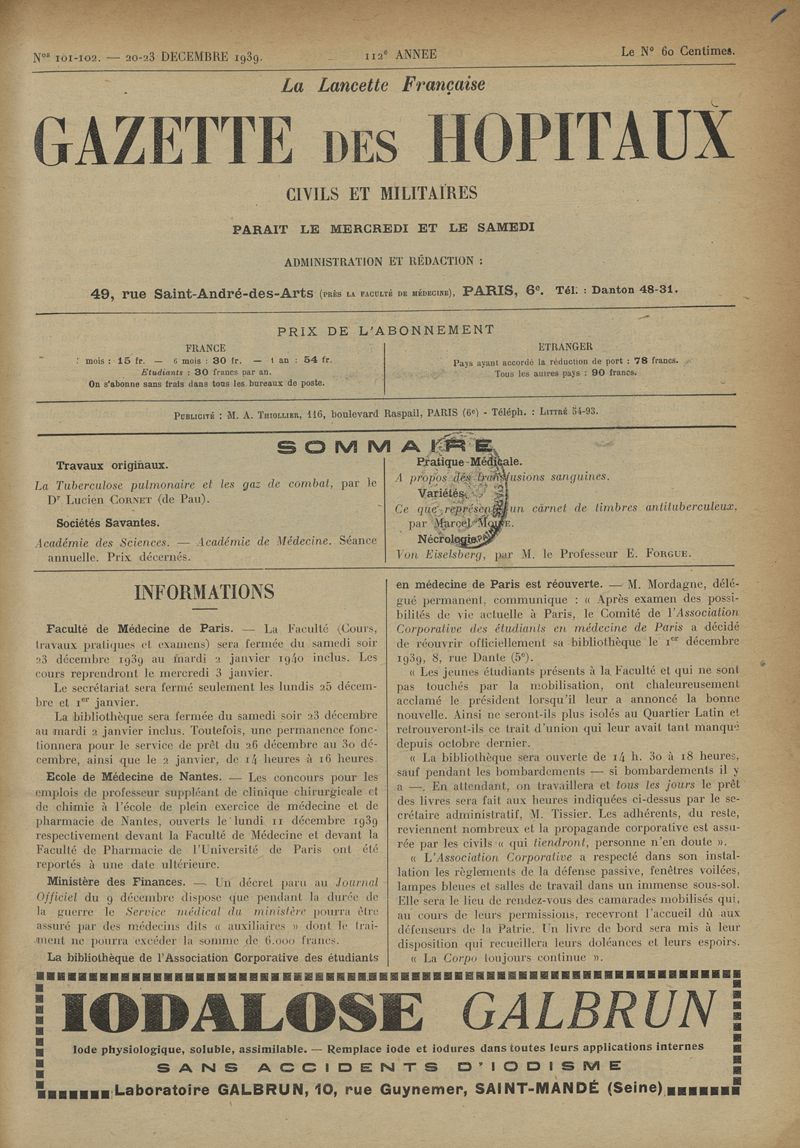 Nos 101-102. — 20-23 DECEMBRE 1939.
112e ANNEE
Le N° 60 Centimes.
La Lancette Française
GAZETTE DES HOPITAUX
CIVILS ET MILITAIRES
PARAIT LE MERCREDI ET LE SAMEDI
ADMINISTRATION ET RÉDACTION :
49, rue Saint-André-des-Arts (PRÈS LA FACULTÉ DE MÉDECINE), PARIS, 6e. Tél. : Danton 48-31.
PRIX DE L'ABONNEMENT
FRANCE
mois : 15 fr. — 6 mois : 30 fr. — 1 an : 54 fr.
Etudiants : 30 francs par an.
On s'abonne sans frais dans tous les bureaux de poste.
ETRANGER
Pays ayant accordé la réduction de port : 78 francs.
Tous les autres pays : 90 francs.
PUBLICITÉ : M. A. THIOLLIER, 116, boulevard Raspail, PARIS (6e) - Téléph. : LITTRÉ 54-93.
SOMMAIRE
Travaux originaux.
La Tuberculose pulmonaire et les gaz de combat, par le
Dr Lucien CORNET (de Pau).
Sociétés Savantes.
Académie des Sciences. — Académie de Médecine. Séance
annuelle. Prix décernés.
Pratique Médicale.
A propos des transfusions sanguines.
Variétés.
Ce que représente un carnet de timbres antituberculeux,
par Marcel
Nécrologie.
Von Eiselsberg, par M. le Professeur E. FORGUE.
INFORMATIONS
Faculté de Médecine de Paris. — La Faculté (Cours,
travaux pratiques et examens) sera fermée du samedi soir
23 décembre 1939 au mardi 2 janvier 1940 inclus. Les
cours reprendront le mercredi 3 janvier.
Le secrétariat sera fermé seulement les lundis 25 décem-
bre et 1er janvier.
La bibliothèque sera fermée du samedi soir 23 décembre
au mardi 2 janvier inclus. Toutefois, une permanence fonc-
tionnera pour le service de prêt du 26 décembre au 30 dé-
cembre, ainsi que le 2 janvier, de 14 heures à 16 heures.
Ecole de Médecine de Nantes. — Les concours pour les
emplois de professeur suppléant de clinique chirurgicale et
de chimie à l'école de plein exercice de médecine et de
pharmacie de Nantes, ouverts le lundi 11 décembre 1939
respectivement devant la Faculté de Médecine et devant la
Faculté de Pharmacie de l'Université de Paris ont été
reportés à une date ultérieure.
Ministère des Finances. — Un décret paru au Journal
Officiel du 9 décembre dispose que pendant la durée de
la guerre le Service médical du ministère pourra être
assuré par des médecins dits « auxiliaires » dont le trai-
ment ne pourra excéder la somme de 6.000 francs.
La bibliothèque de l'Association Corporative des étudiants
en médecine de Paris est réouverte. — M. Mordagne, délé-
gué permanent, communique : « Après examen des possi-
bilités de vie actuelle à Paris, le Comité de l'Association
Corporative des étudiants en médecine de Paris a décidé
de réouvrir officiellement sa bibliothèque le 1er décembre
1939, 8, rue Dante (5e).
« Les jeunes étudiants présents à la Faculté et qui ne sont
pas touchés par la mobilisation, ont chaleureusement
acclamé le président lorsqu'il leur a annoncé la bonne
nouvelle. Ainsi ne seront-ils plus isolés au Quartier Latin et
retrouveront-ils ce trait d'union qui leur avait tant manqué
depuis octobre dernier.
« La bibliothèque sera ouverte de 14 h. 30 à 18 heures,
sauf pendant les bombardements — si bombardements il y
a —. En attendant, on travaillera et tous les jours le prêt
des livres sera fait aux heures indiquées ci-dessus par le se-
crétaire administratif, M. Tissier. Les adhérents, du reste,
reviennent nombreux et la propagande corporative est assu-
rée par les civils « qui tiendront, personne n'en doute ».
« L'Association Corporative a respecté dans son instal-
lation les règlements de la défense passive, fenêtres voilées,
lampes bleues et salles de travail dans un immense sous-sol.
Elle sera le lieu de rendez-vous des camarades mobilisés qui,
au cours de leurs permissions, recevront l'accueil dû aux
défenseurs de la Patrie. Un livre de bord sera mis à leur
disposition qui recueillera leurs doléances et leurs espoirs.
« La Corpo toujours continue ».
IODALOSE GALBRUN
Iode physiologique, soluble, assimilable. — Remplace iode et iodures dans toutes leurs applications internes
SANS ACCIDENTS D'IODISME
Laboratoire GALBRUN, 10, rue Guynemer, SAINT-MANDÉ (Seine)